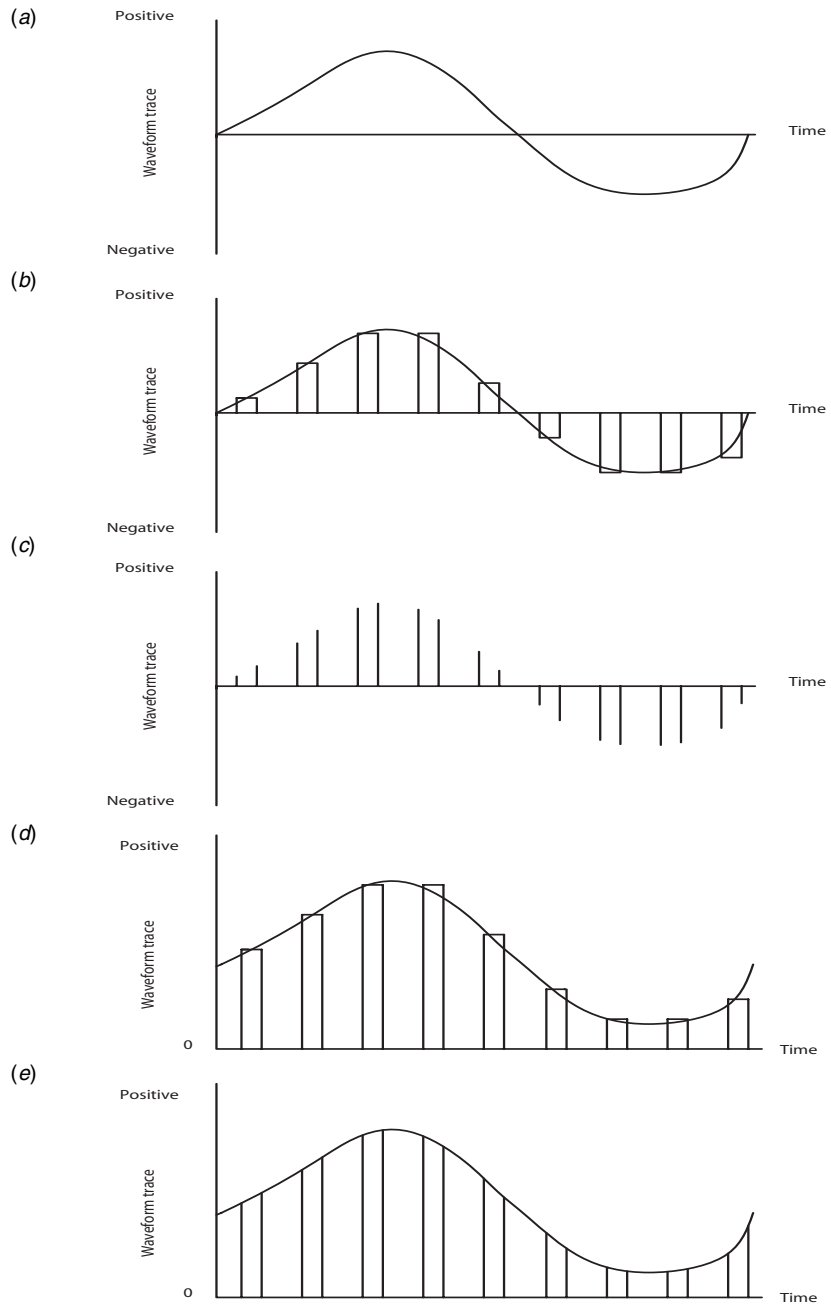 (a)
Positive
Waveform trace
Time
Negative
(b)
Positive
Waveform trace
Time
Negative
(c)
Positive
Waveform trace
Time
Negative
(d)
Positive
Waveform trace
0
Time
(e)
Positive
Waveform trace
0
Time